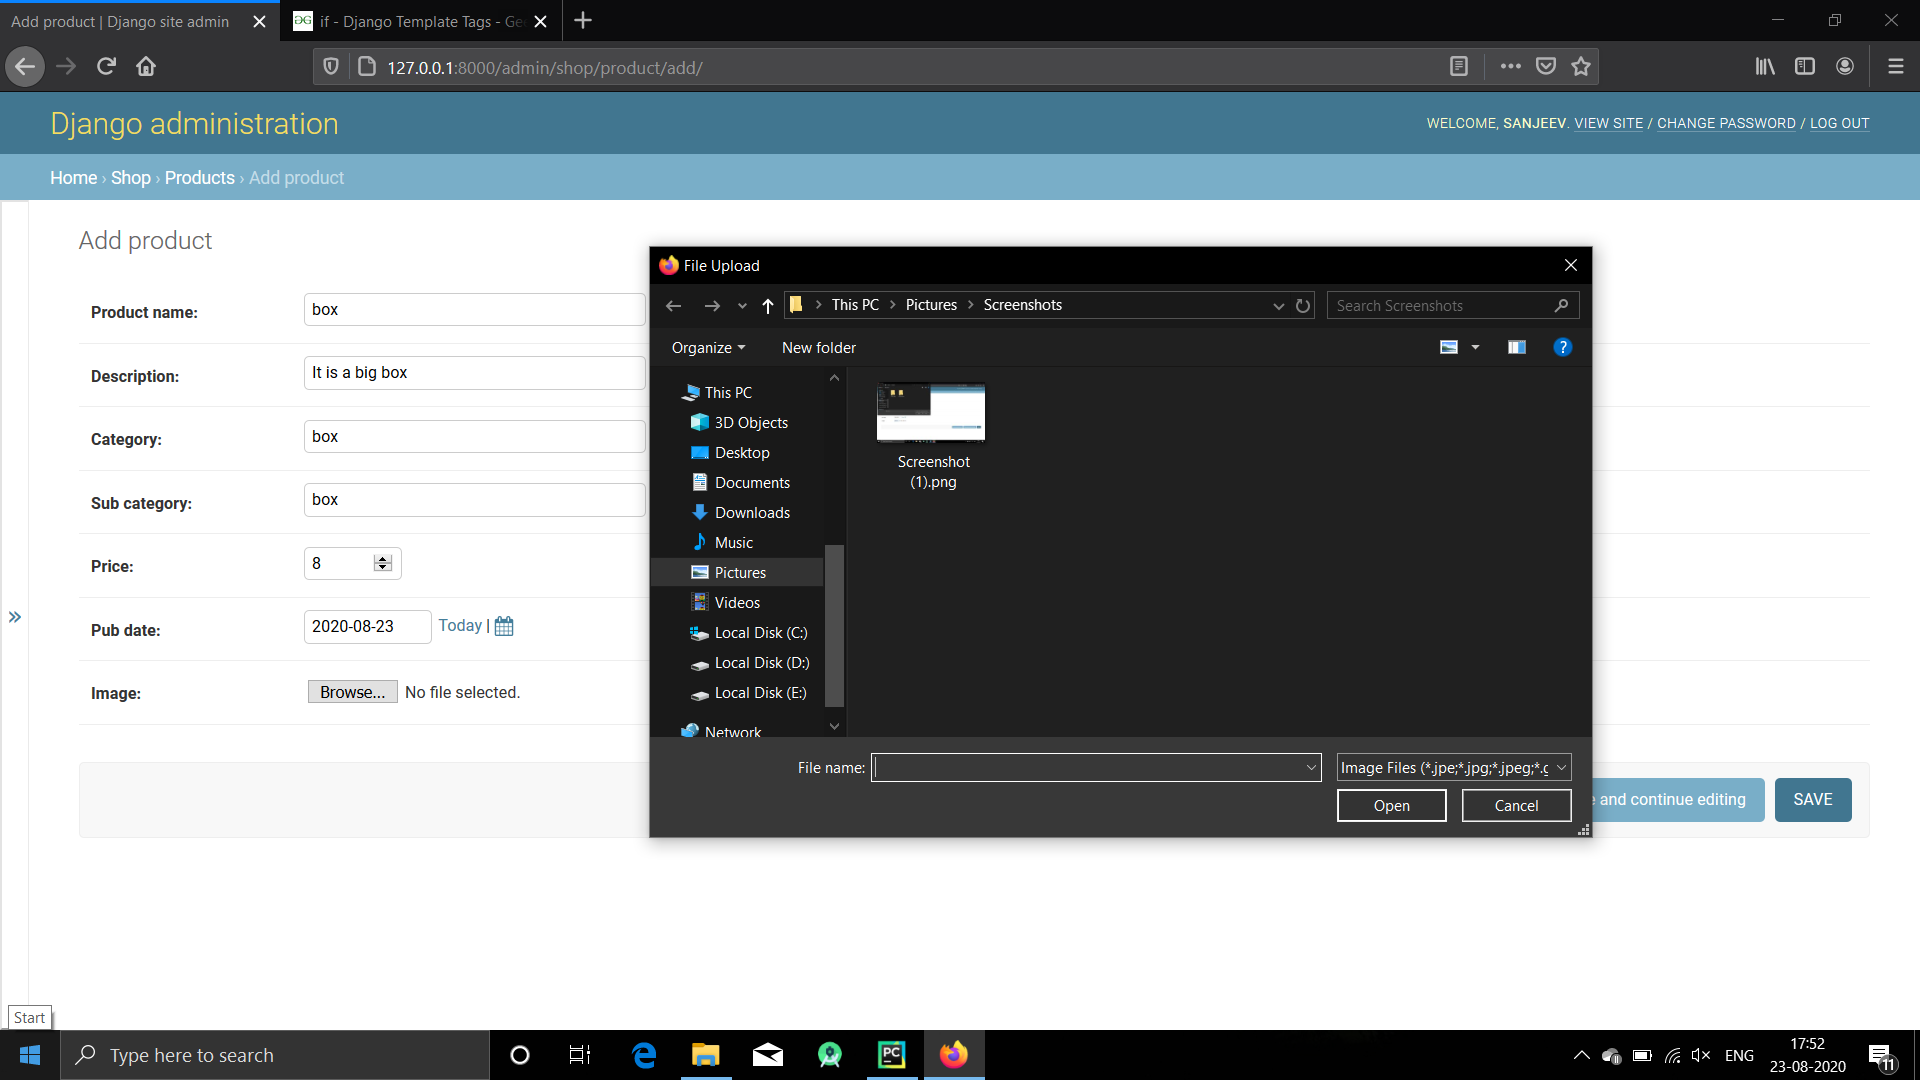 Add product | Django site admin
if - Django Template Tags - Ge
127.0.0.1:8000/admin/shop/product/add/
Django administration
WELCOME, SANJEEV. VIEW SITE / CHANGE PASSWORD / LOG OUT
Home › Shop › Products › Add product
Add product
Product name:
box
Description:
It is a big box
Category:
box
Sub category:
box
Price:
8
Pub date:
2020-08-23
Today |
Image:
Browse...
No file selected.
and continue editing
SAVE
File Upload
This PC > Pictures > Screenshots
Search Screenshots
Organize
New folder
This PC
3D Objects
Desktop
Documents
Downloads
Music
Pictures
Videos
Local Disk (C:)
Local Disk (D:)
Local Disk (E:)
Network
Screenshot
(1).png
File name:
Image Files (*.jpe;*.jpg;*.jpeg;*.g
Open
Cancel
Start
Type here to search
PC
ENG
17:52
23-08-2020
11